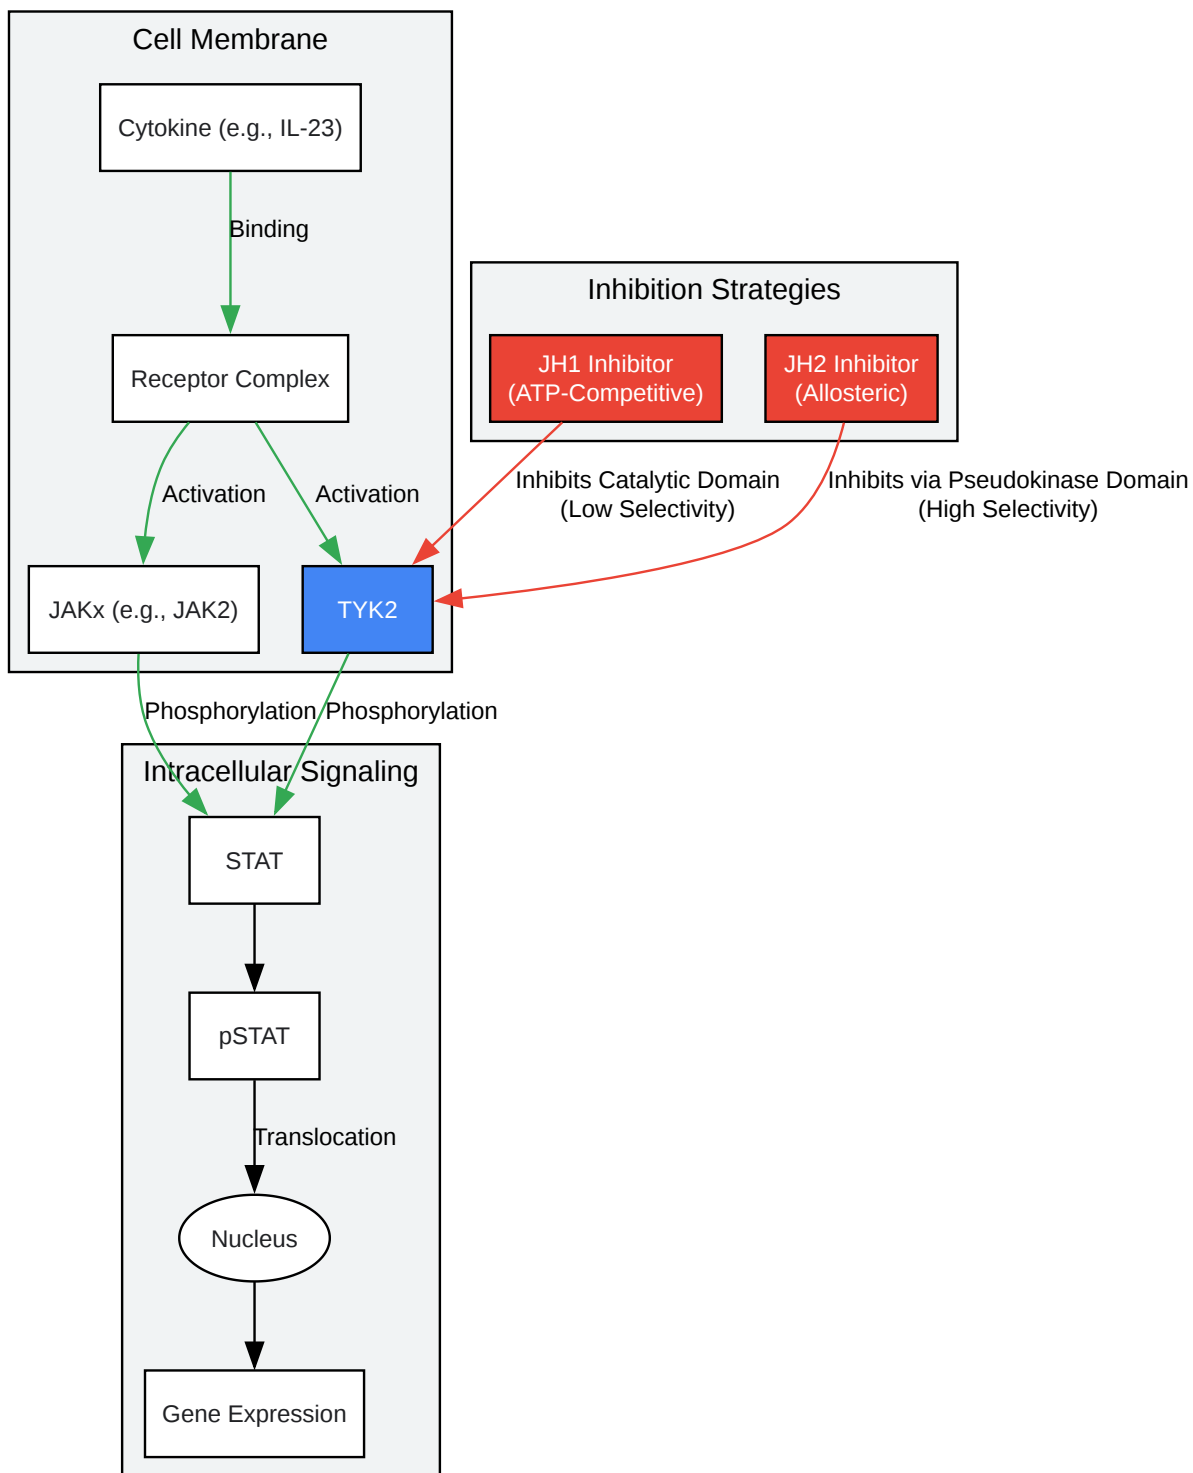 Cell Membrane
Cytokine (e.g., IL-23)
Binding
Receptor Complex
Activation
Activation
JAKx (e.g., JAK2)
TYK2
Inhibition Strategies
JH1 Inhibitor
(ATP-Competitive)
JH2 Inhibitor
(Allosteric)
Inhibits Catalytic Domain
(Low Selectivity)
Inhibits via Pseudokinase Domain
(High Selectivity)
Phosphorylation
Phosphorylation
Intracellular Signaling
STAT
pSTAT
Translocation
Nucleus
Gene Expression